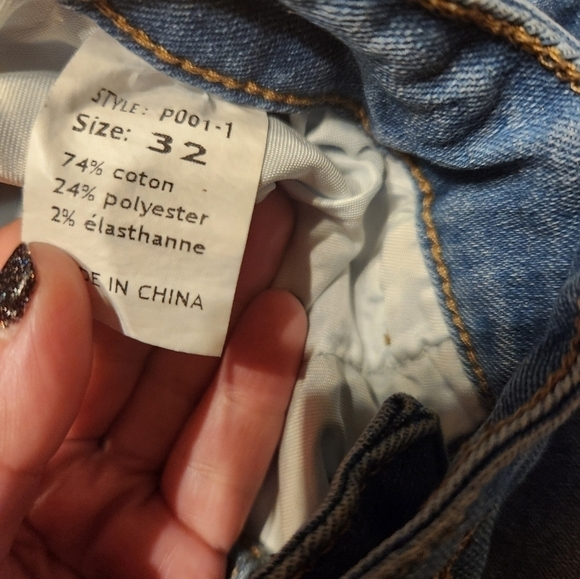 STYLE: P001-1
Size: 32
74% coton
24% polyester
2% élasthanne
IN CHINA